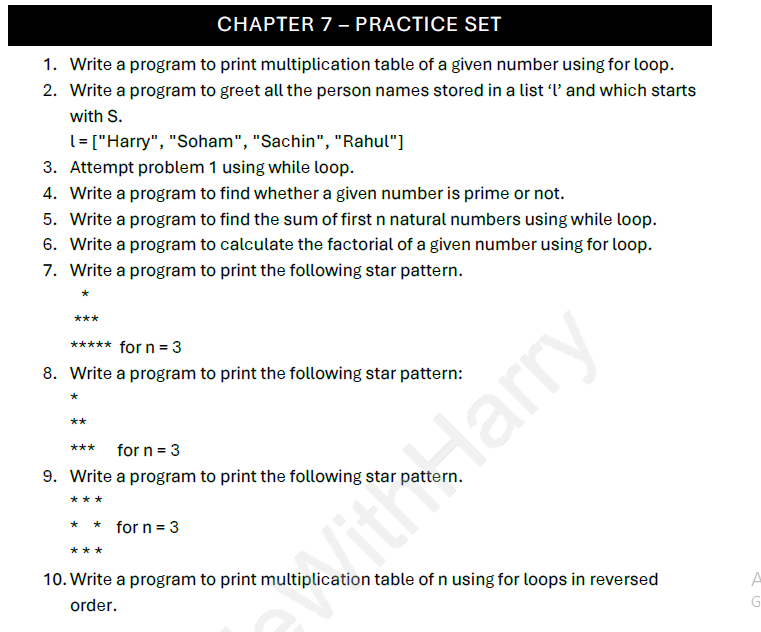 CHAPTER 7 – PRACTICE SET
1. Write a program to print multiplication table of a given number using for loop.
2. Write a program to greet all the person names stored in a list ‘l’ and which starts
with S.
l = ["Harry", "Soham", "Sachin", "Rahul"]
3. Attempt problem 1 using while loop.
4. Write a program to find whether a given number is prime or not.
5. Write a program to find the sum of first n natural numbers using while loop.
6. Write a program to calculate the factorial of a given number using for loop.
7. Write a program to print the following star pattern.
*
***
***** for n = 3
8. Write a program to print the following star pattern:
*
**
*** for n = 3
9. Write a program to print the following star pattern.
* * *
*   * for n = 3
* * *
10. Write a program to print multiplication table of n using for loops in reversed
order.
WithHarry